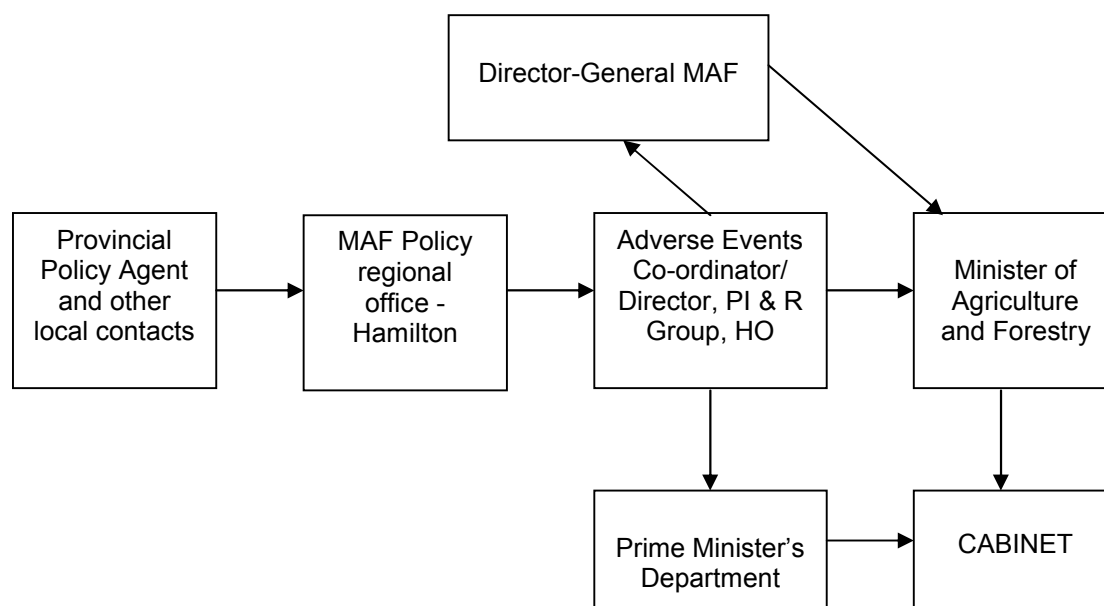 Director-General MAF
Provincial
Policy Agent
and other
local contacts
MAF Policy
regional
office -
Hamilton
Adverse Events
Co-ordinator/
Director, PI & R
Group, HO
Minister of
Agriculture
and Forestry
Prime Minister’s
Department
CABINET